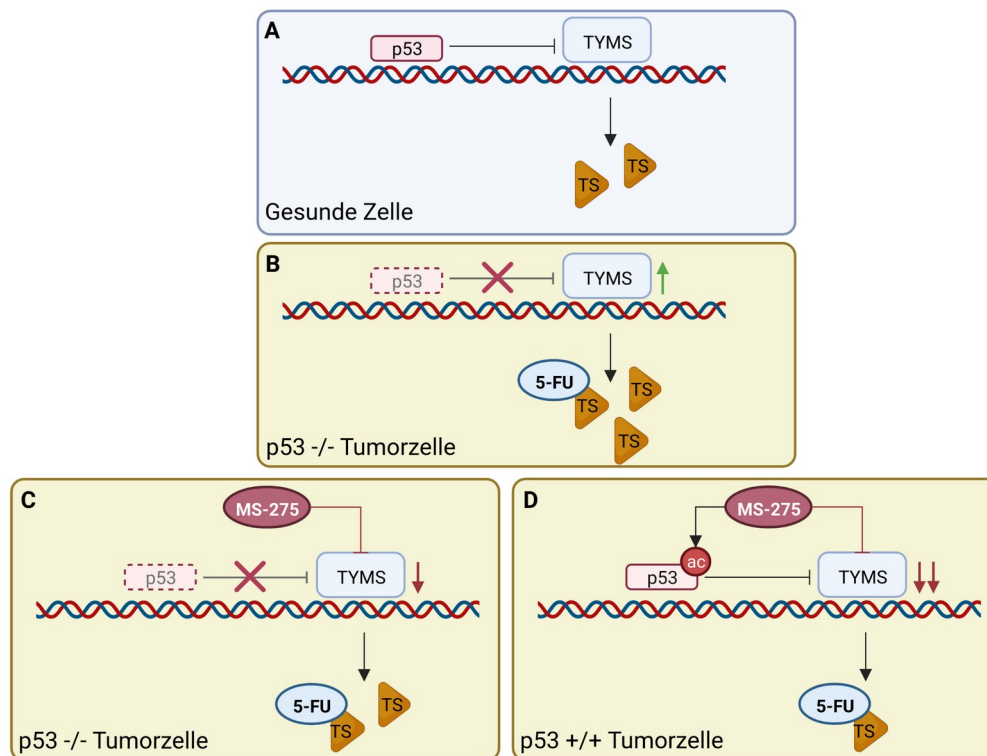 A
p53
TYMS
TS
TS
Gesunde Zelle
B
p53
TYMS
5-FU
TS
TS
TS
p53 -/- Tumorzelle
C
MS-275
p53
TYMS
5-FU
TS
TS
p53 -/- Tumorzelle
D
MS-275
ac
p53
TYMS
5-FU
TS
p53 +/+ Tumorzelle